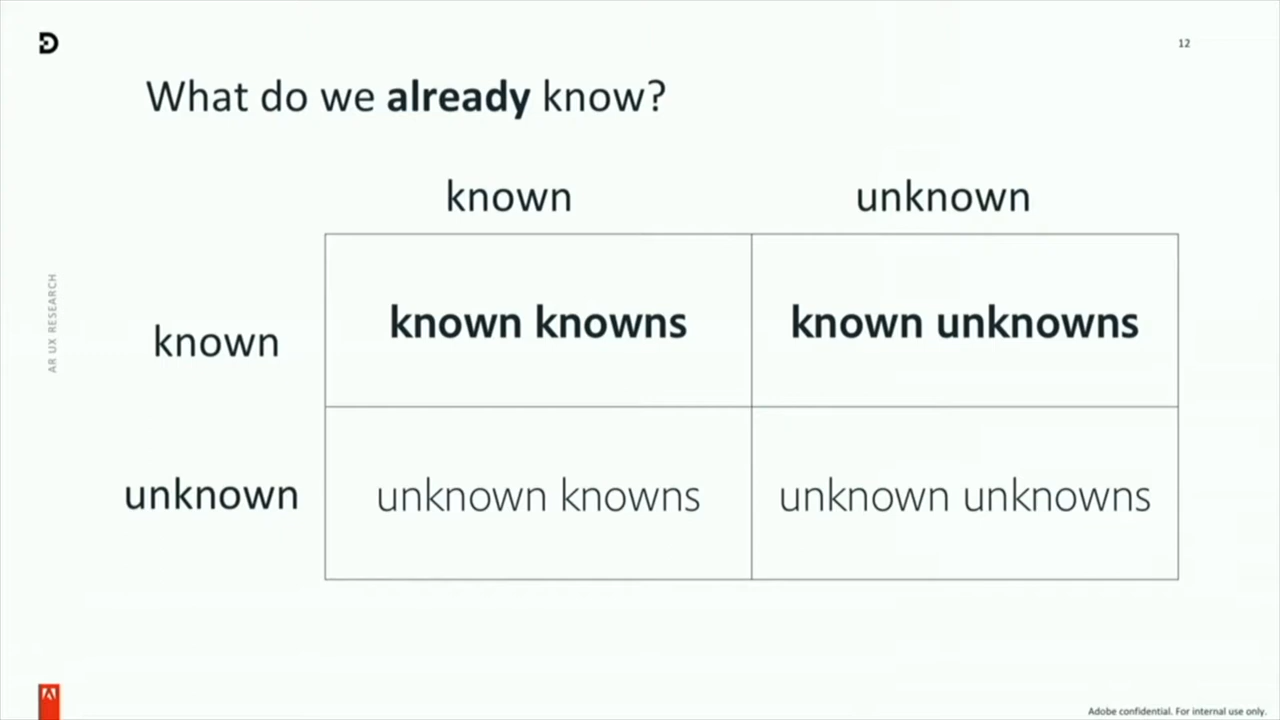 12
What do we already know?
known unknown
AR UX RESEARCH
known known knowns known unknowns
unknown unknown knowns unknown unknowns
Adobe confidential. For internal use only.